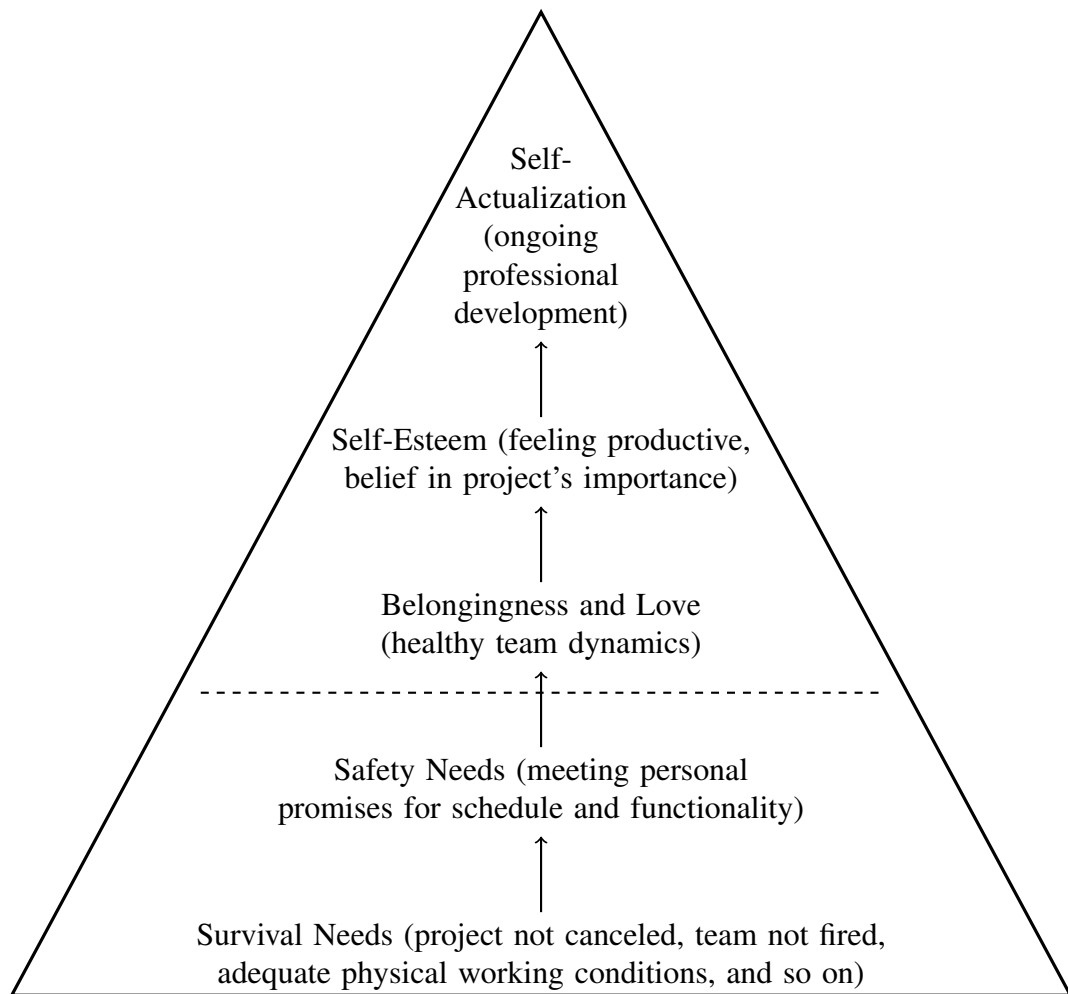 Self-
Actualization
(ongoing
professional
development)
Self-Esteem (feeling productive,
belief in project's importance)
Belongingness and Love
(healthy team dynamics)
Safety Needs (meeting personal
promises for schedule and functionality)
Survival Needs (project not canceled, team not fired,
adequate physical working conditions, and so on)